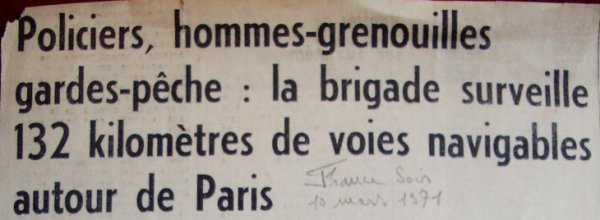 Policiers, hommes-grenouilles
gardes-pêche : la brigade surveille
132 kilomètres de voies navigables
autour de Paris
France Soir
10 mars 1971